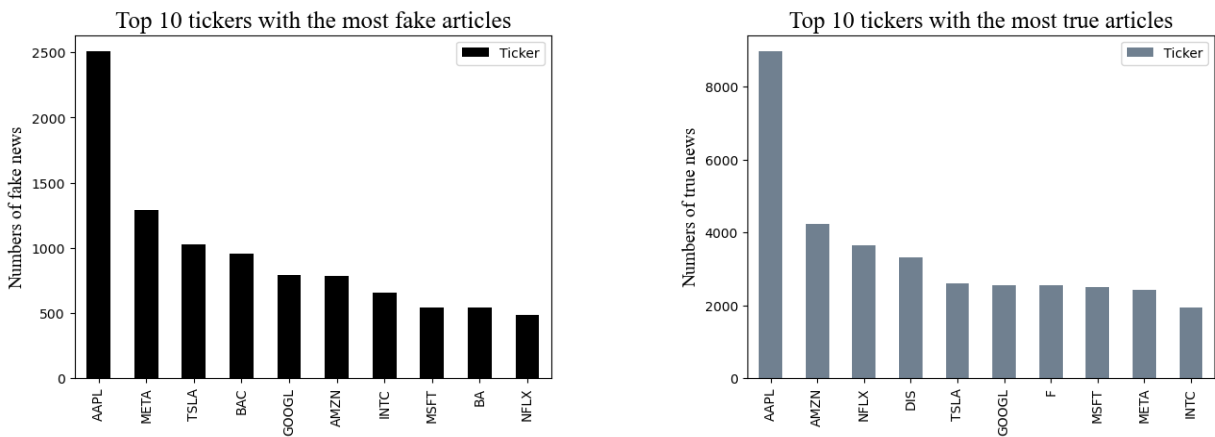 Top 10 tickers with the most fake articles
Ticker
Numbers of fake news
2500
2000
1500
1000
500
0
AAPL
META
TSLA
BAC
GOOGL
AMZN
INTC
MSFT
BA
NFLX
Top 10 tickers with the most true articles
Ticker
Numbers of true news
8000
6000
4000
2000
0
AAPL
AMZN
NFLX
DIS
TSLA
GOOGL
F
MSFT
META
INTC